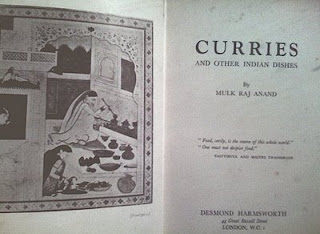 CURRIES
AND OTHER INDIAN DISHES
By
MULK RAJ ANAND
"Food, verily, is the course of this whole world."
"One must not despise food."
DESMOND HARMSWORTH
44 Great Russell Street
LONDON, W.C. 1